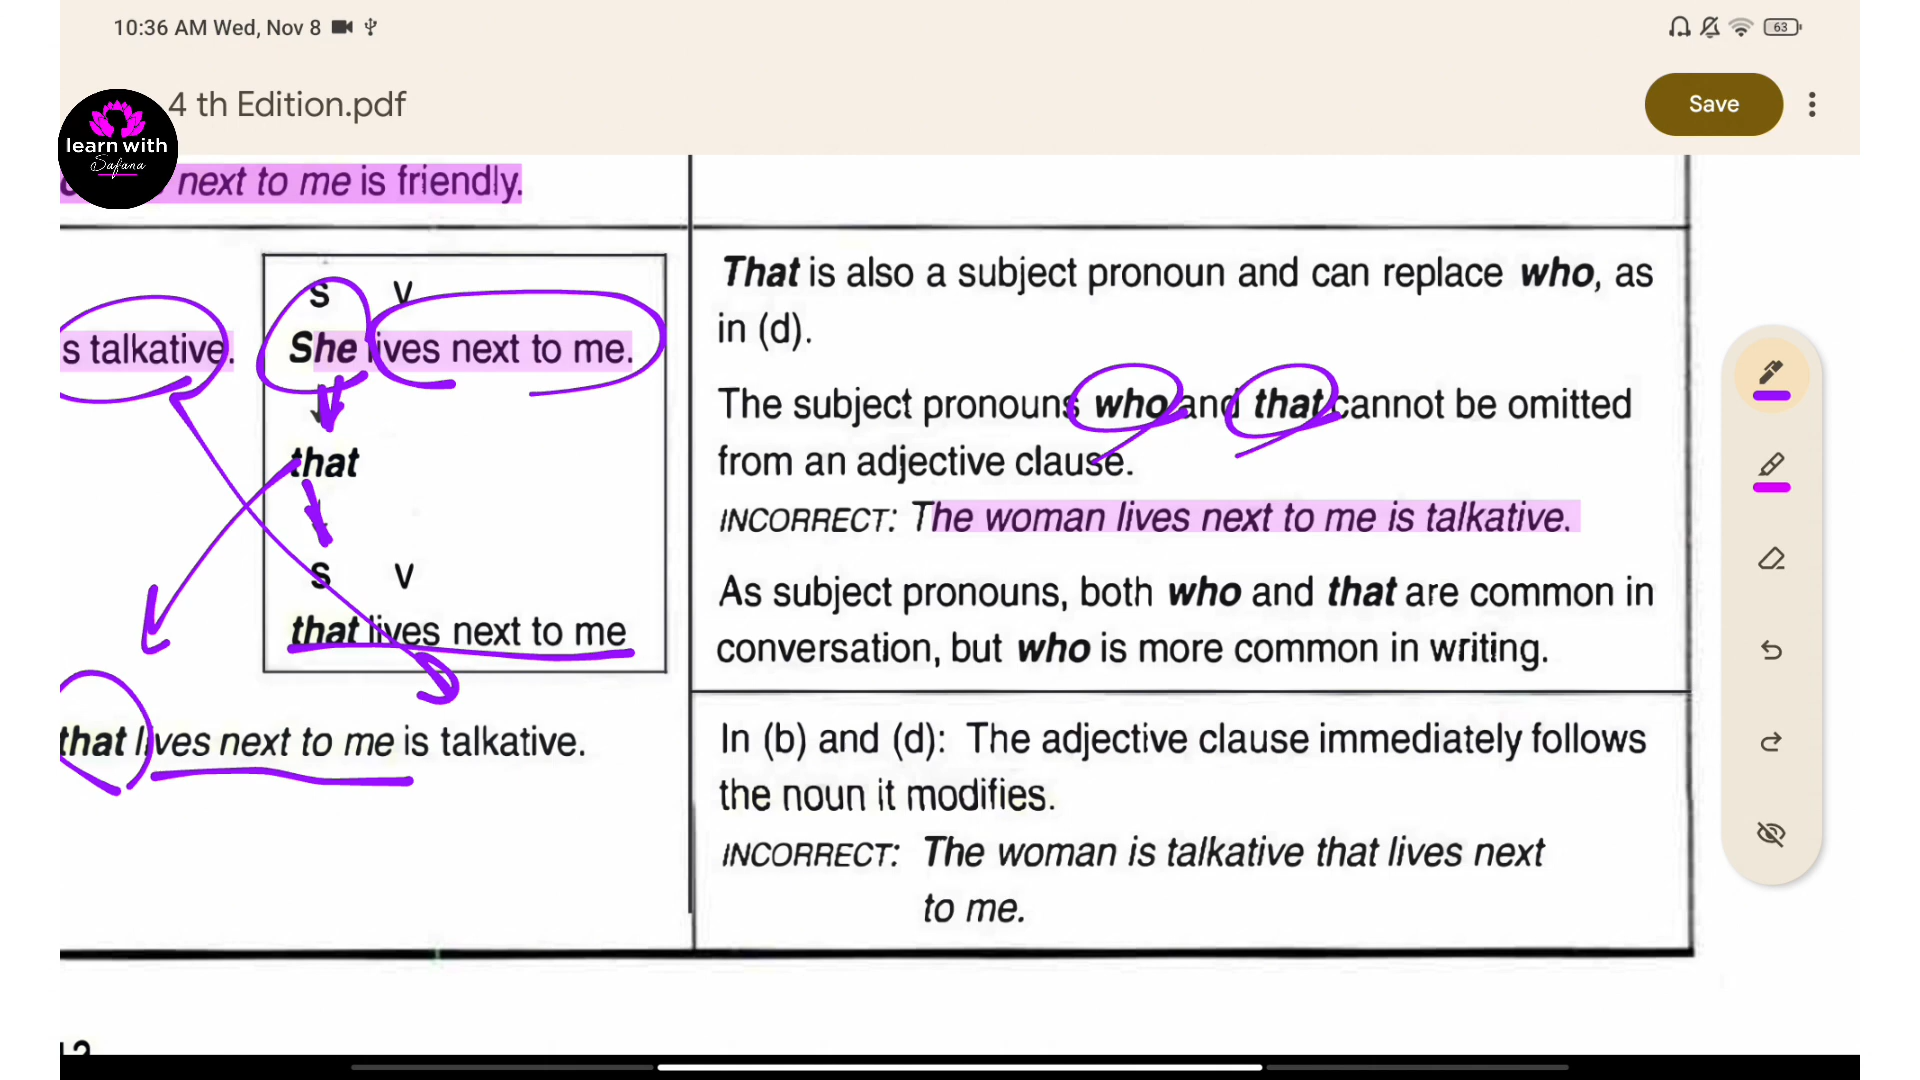 10:36 AM Wed, Nov 8
63
4 th Edition.pdf
Save
learn with
Safana
next to me is friendly.
S V
s talkative. She lives next to me.
that
S V
that lives next to me
that lives next to me is talkative.
That is also a subject pronoun and can replace who, as
in (d).
The subject pronouns who and that cannot be omitted
from an adjective clause.
INCORRECT: The woman lives next to me is talkative.
As subject pronouns, both who and that are common in
conversation, but who is more common in writing.
In (b) and (d): The adjective clause immediately follows
the noun it modifies.
INCORRECT: The woman is talkative that lives next
to me.